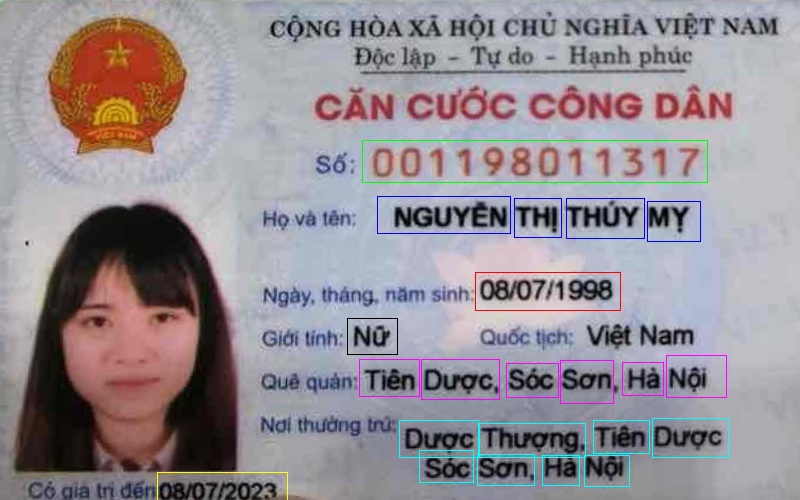 CỘNG HÒA XÃ HỘI CHỦ NGHĨA VIỆT NAM
Độc lập – Tự do – Hạnh phúc
CĂN CƯỚC CÔNG DÂN
VIỆT NAM
Số: 001198011317
Họ và tên: NGUYỄN THỊ THÚY MỴ
Ngày, tháng, năm sinh: 08/07/1998
Giới tính: Nữ Quốc tịch: Việt Nam
Quê quán: Tiên Dược, Sóc Sơn, Hà Nội
Nơi thường trú: Dược Thượng, Tiên Dược
Sóc Sơn, Hà Nội
Có giá trị đến 08/07/2023